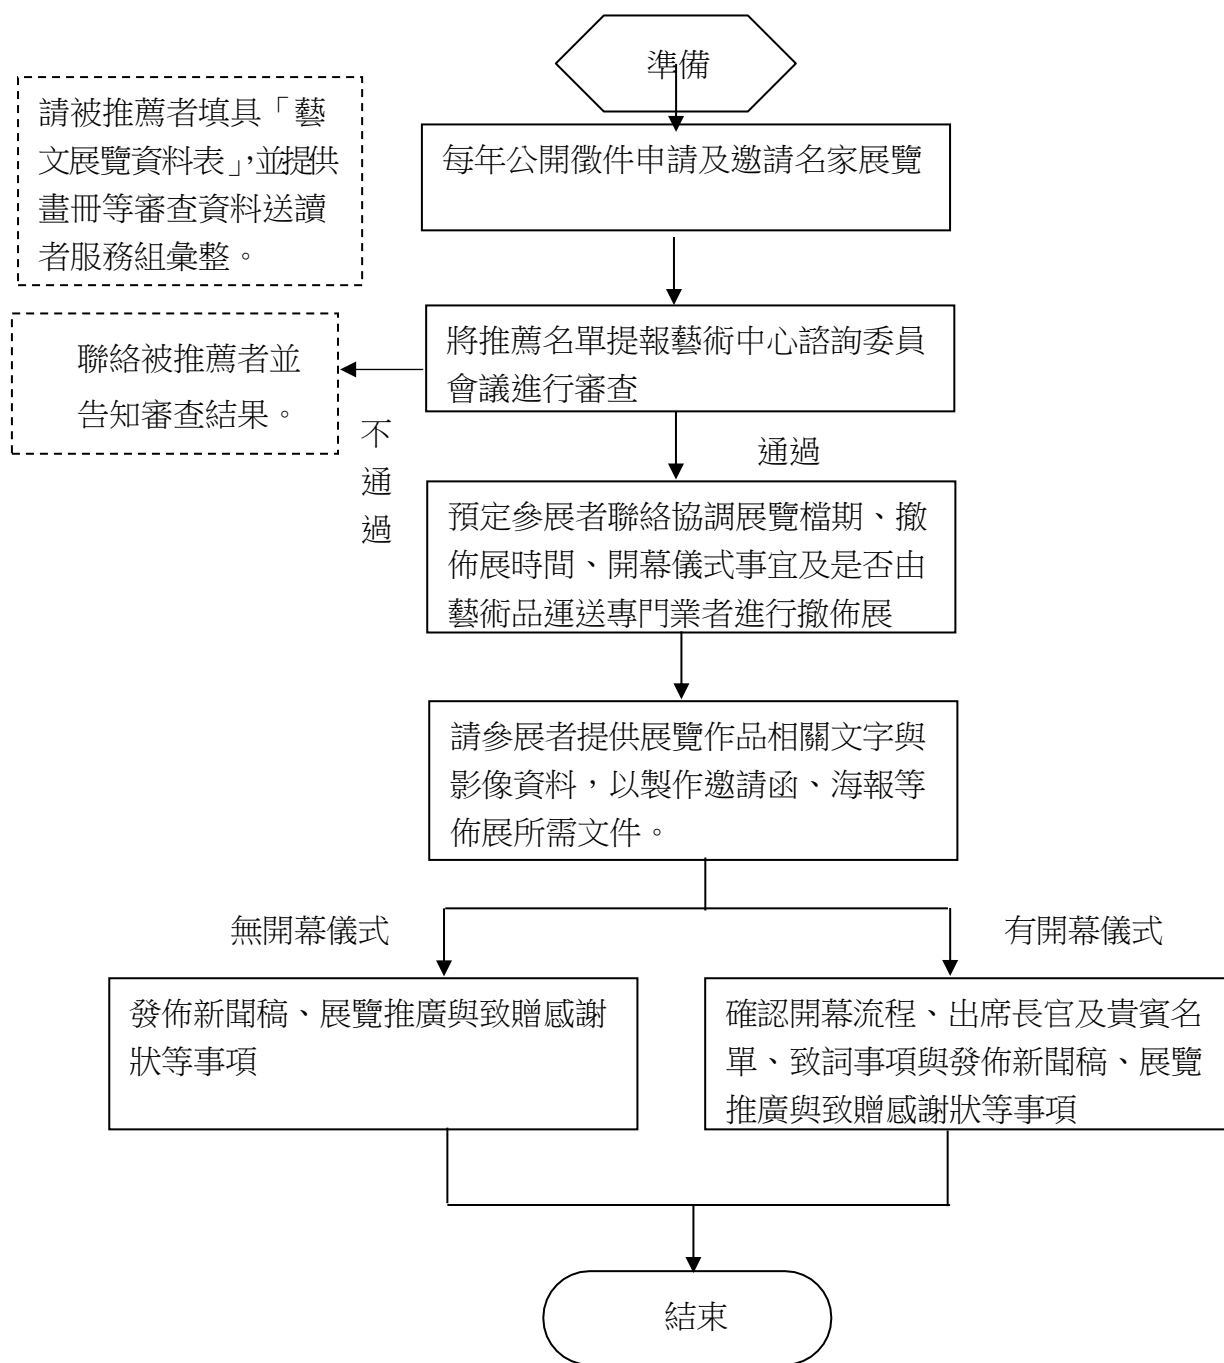 準備
請被推薦者填具「藝
文展覽資料表」,並提供
畫冊等審查資料送讀
者服務組彙整。
每年公開徵件申請及邀請名家展覽
將推薦名單提報藝術中心諮詢委員
會議進行審查
聯絡被推薦者並
告知審查結果。
不
通
過
通過
預定參展者聯絡協調展覽檔期、撤
佈展時間、開幕儀式事宜及是否由
藝術品運送專門業者進行撤佈展
請參展者提供展覽作品相關文字與
影像資料，以製作邀請函、海報等
佈展所需文件。
無開幕儀式
有開幕儀式
發佈新聞稿、展覽推廣與致贈感謝
狀等事項
確認開幕流程、出席長官及貴賓名
單、致詞事項與發佈新聞稿、展覽
推廣與致贈感謝狀等事項
結束